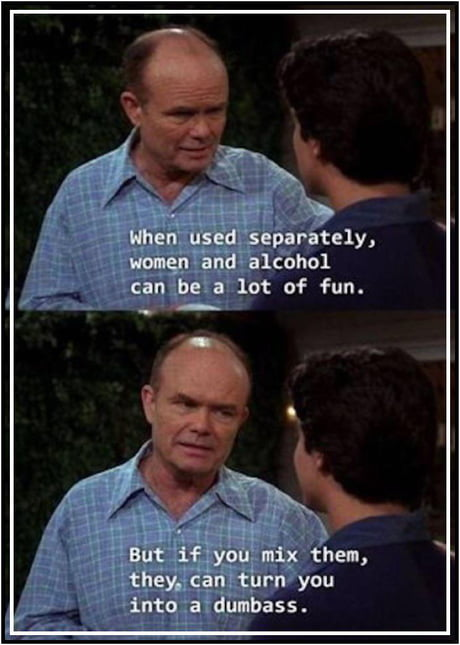 When used separately,
women and alcohol
can be a lot of fun.
But if you mix them,
they can turn you
into a dumbass.